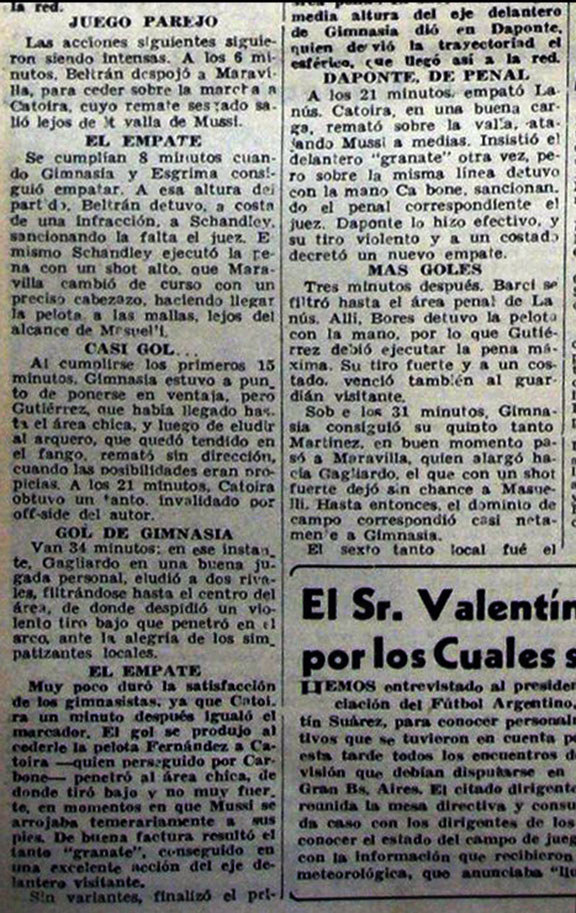 la red.
JUEGO PAREJO
Las acciones siguientes siguie-
ron siendo intensas. A los 6 mi-
nutos, Beltrán despojó a Maravi-
lla, para ceder sobre la marcha a
Catoira, cuyo remate sesgado sa-
lió lejos de valla de Mussi.
EL EMPATE
Se cumplían 8 minutos cuan-
do Gimnasia y Esgrima consi-
guió empatar. A esa altura del
partido, Beltrán detuvo, a costa
de una infracción, a Schandley,
sancionando la falta el juez. E
mismo Schandley ejecutó la pe-
na con un shot alto, que Mara-
villa cambió de curso con un
preciso cabezazo, haciendo llegar
la pelota a las mallas, lejos del
alcance de
CASI GOL...
Al cumplirse los primeros 15
minutos, Gimnasia estuvo a pun-
to de ponerse en ventaja, pero
Gutiérrez, que había llegado has-
ta el área chica, y luego de eludir
al arquero, que quedó tendido en
el fango, remató sin dirección,
cuando las posibilidades eran pro-
picias. A los 21 minutos, Catoira
obtuvo un tanto, invalidado por
off-side del autor.
GOL DE GIMNASIA
Van 34 minutos; en ese instan-
te, Gagliardo en una buena ju-
gada personal, eludió a dos riva-
les, filtrándose hasta el centro del
área, de donde despidió un vio-
lento tiro bajo que penetró en el
arco, ante la alegría de los sim-
patizantes locales.
EL EMPATE
Muy poco duró la satisfacción
de los gimnasistas, ya que Catoi-
ra un minuto después igualó el
marcador. El gol se produjo al
cederle la pelota Fernández a Ca-
toira —quien perseguido por Car-
bone— penetró al área chica, de
donde tiró bajo y no muy fuer-
te, en momentos en que Mussi se
arrojaba temerariamente a sus
pies. De buena factura resultó el
tanto "granate", conseguido en
una excelente acción del eje de-
lantero visitante.
Sin variantes, finalizó el pri-
media altura del eje delantero
de Gimnasia dió en Daponte,
quien desvió la trayectoriad el
esférico, que llegó así a la red.
DAPONTE, DE PENAL
A los 21 minutos, empató La-
nús. Catoira, en una buena car-
ga, remató sobre la valla, ata-
jando Mussi a medias. Insistió el
delantero "granate" otra vez, pe-
ro sobre la misma línea detuvo
con la mano Carbone, sancionan-
do el penal correspondiente el
juez. Daponte lo hizo efectivo, y
su tiro violento y a un costado
decretó un nuevo empate.
MAS GOLES
Tres minutos después, Barci se
filtró hasta el área penal de La-
nús. Allí, Bores detuvo la pelota
con la mano, por lo que Gutié-
rrez debió ejecutar la pena má-
xima. Su tiro fuerte y a un cos-
tado, venció también al guar-
dián visitante.
Sobre los 31 minutos, Gimna-
sia consiguió su quinto tanto
Martínez, en buen momento pa-
só a Maravilla, quien alargó ha-
cia Gagliardo, el que con un shot
fuerte dejó sin chance a Masue-
lli. Hasta entonces, el dominio de
campo correspondió casi neta-
mente a Gimnasia.
El sexto tanto local fué el
El Sr. Valentín
por los Cuales s
HEMOS entrevistado al presiden
ciación del Fútbol Argentino,
tín Suárez, para conocer personaln
tivos que se tuvieron en cuenta p
esta tarde todos los encuentros d
visión que debían disputarse en
Gran Bs. Aires. El citado dirigente
reunida la mesa directiva y consu
da caso con los dirigentes de los
conocer el estado del campo de jueg
con la información que recibieron
meteorológica, que anunciaba "llu